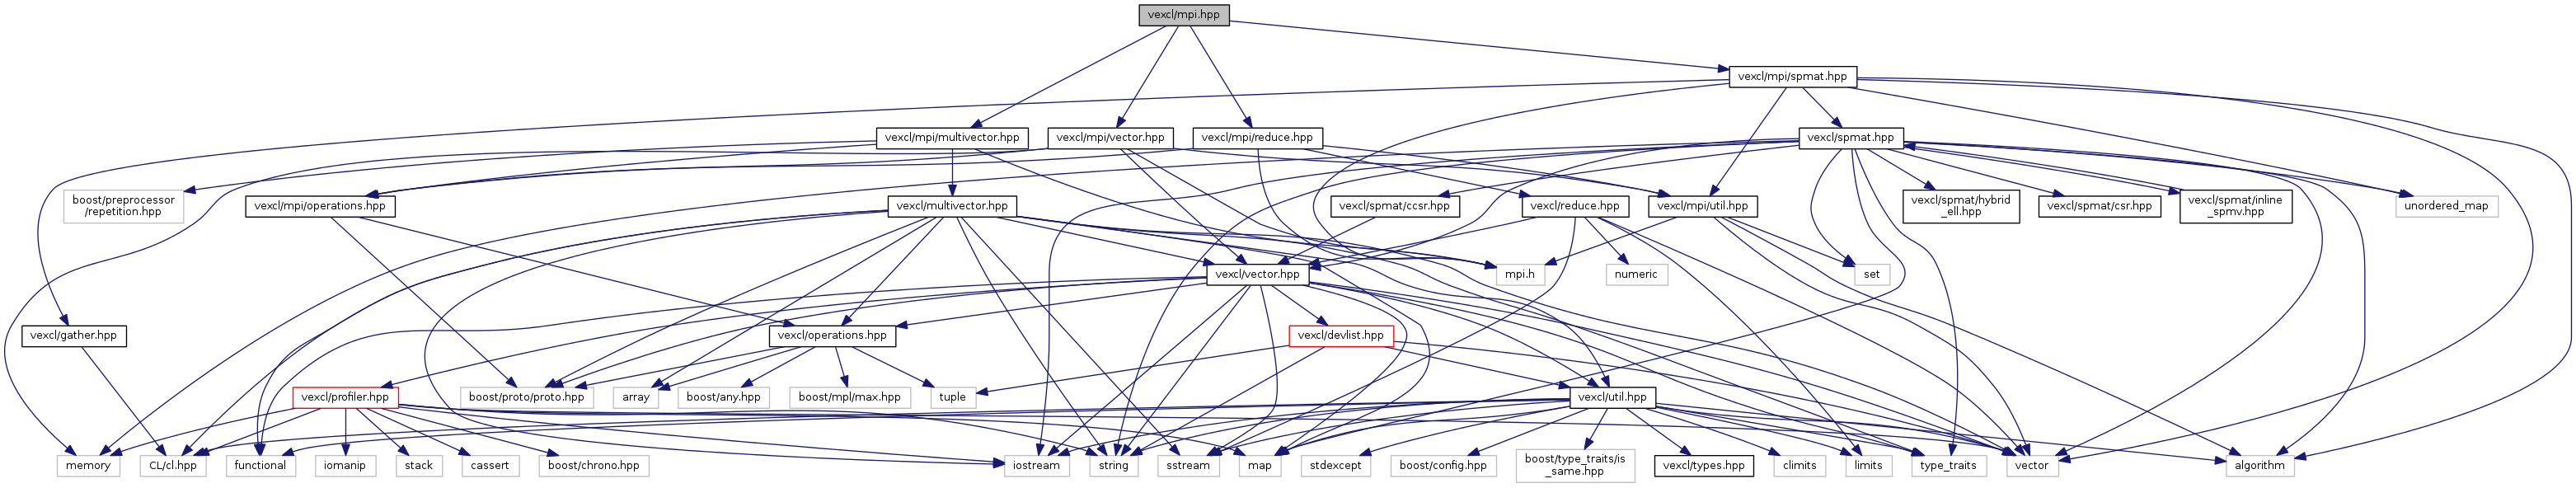 vexcl/mpi.hpp
vexcl/mpi/spmat.hpp
vexcl/mpi/multivector.hpp
vexcl/mpi/vector.hpp
vexcl/mpi/reduce.hpp
vexcl/spmat.hpp
boost/preprocessor
/repetition.hpp
vexcl/mpi/operations.hpp
vexcl/multivector.hpp
vexcl/spmat/ccsr.hpp
vexcl/reduce.hpp
vexcl/mpi/util.hpp
vexcl/spmat/hybrid
_ell.hpp
vexcl/spmat/csr.hpp
vexcl/spmat/inline
_spmv.hpp
unordered_map
vexcl/vector.hpp
mpi.h
numeric
set
vexcl/gather.hpp
vexcl/operations.hpp
vexcl/devlist.hpp
vexcl/profiler.hpp
boost/proto/proto.hpp
array
boost/any.hpp
boost/mpl/max.hpp
tuple
vexcl/util.hpp
memory
CL/cl.hpp
functional
iomanip
stack
cassert
boost/chrono.hpp
iostream
string
sstream
map
stdexcept
boost/config.hpp
boost/type_traits/is
_same.hpp
vexcl/types.hpp
climits
limits
type_traits
vector
algorithm